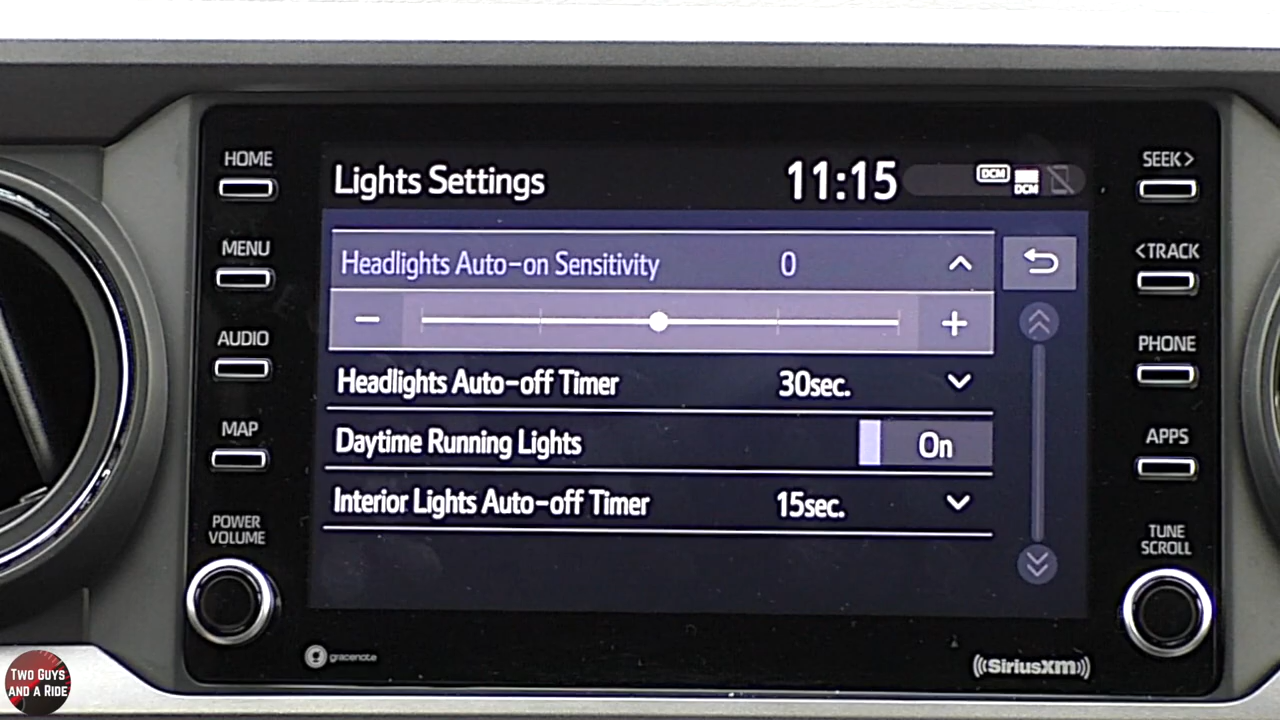 HOME
MENU
AUDIO
MAP
POWER
VOLUME
Lights Settings 11:15 DCM DCM
Headlights Auto-on Sensitivity 0
- +
Headlights Auto-off Timer 30sec.
Daytime Running Lights On
Interior Lights Auto-off Timer 15sec.
SEEK>
<TRACK
PHONE
APPS
TUNE
SCROLL
gracenote
((SiriusXM))
TWO GUYS
AND A RIDE